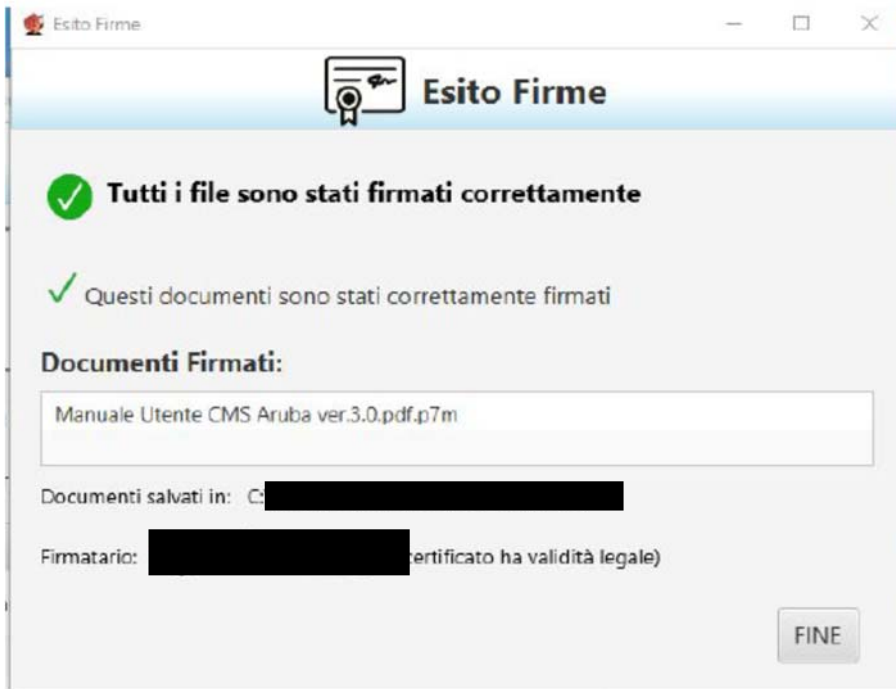 Esito Firme
Esito Firme
Tutti i file sono stati firmati correttamente
Questi documenti sono stati correttamente firmati
Documenti Firmati:
Manuale Utente CMS Aruba ver.3.0.pdf.p7m
Documenti salvati in: C:
Firmatario: certificato ha validità legale)
FINE